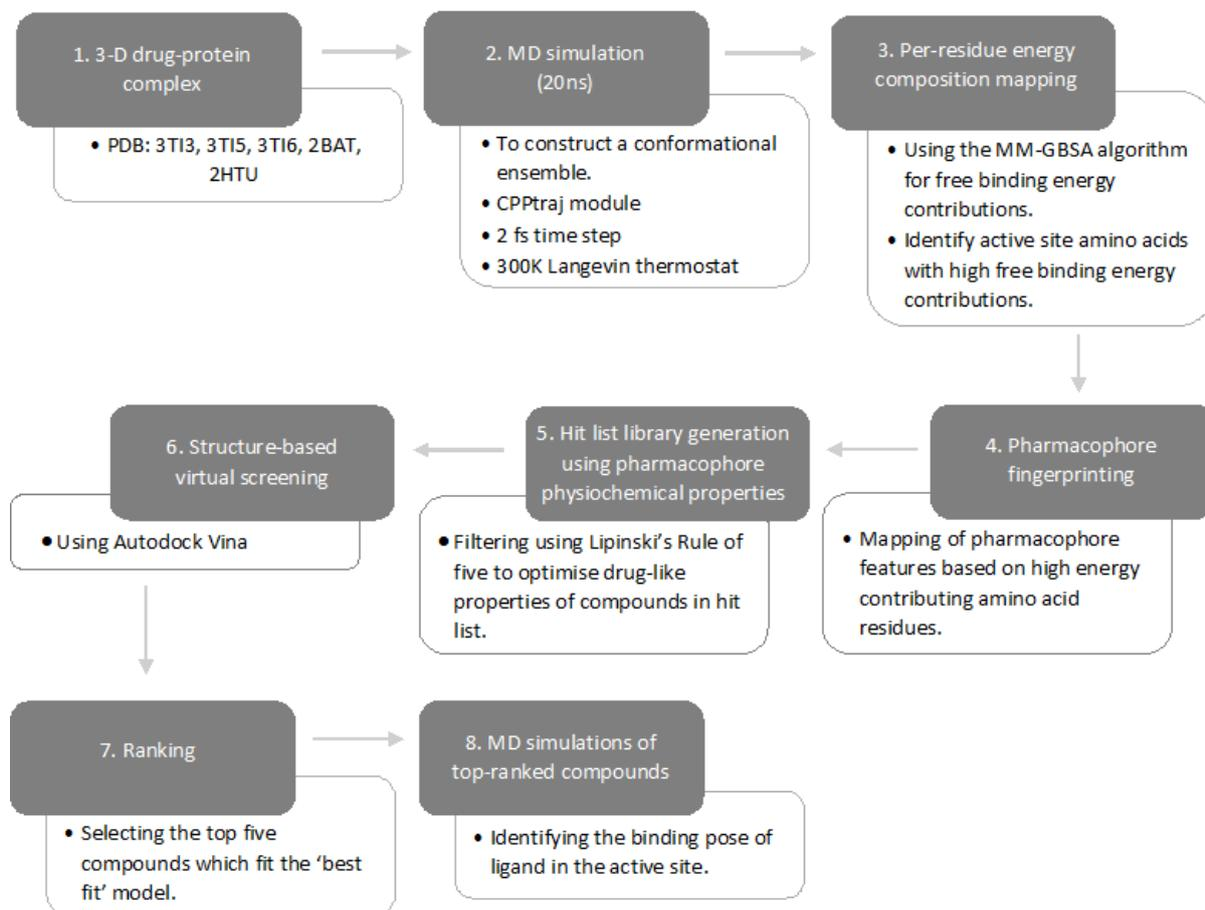 1. 3-D drug-protein
complex
• PDB: 3TI3, 3TI5, 3TI6, 2BAT,
2HTU
2. MD simulation
(20ns)
• To construct a conformational
ensemble.
• CPPtraj module
• 2 fs time step
• 300K Langevin thermostat
3. Per-residue energy
composition mapping
• Using the MM-GBSA algorithm
for free binding energy
contributions.
• Identify active site amino acids
with high free binding energy
contributions.
4. Pharmacophore
fingerprinting
• Mapping of pharmacophore
features based on high energy
contributing amino acid
residues.
5. Hit list library generation
using pharmacophore
physiochemical properties
• Filtering using Lipinski's Rule of
five to optimise drug-like
properties of compounds in hit
list.
6. Structure-based
virtual screening
• Using Autodock Vina
7. Ranking
• Selecting the top five
compounds which fit the 'best
fit' model.
8. MD simulations of
top-ranked compounds
• Identifying the binding pose of
ligand in the active site.